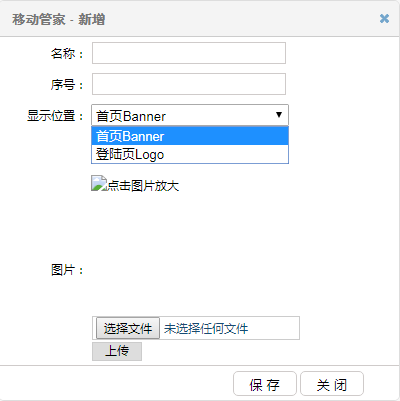 移动管家 - 新增
名称：
序号：
显示位置： 首页Banner
首页Banner
登陆页Logo
点击图片放大
图片：
选择文件 未选择任何文件
上传
保 存 关 闭